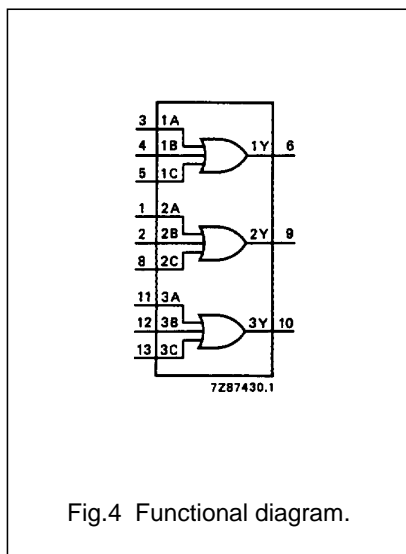 3 1A
4 1B 1Y 6
5 1C
1 2A
2 2B 2Y 9
8 2C
11 3A
12 3B 3Y 10
13 3C
7Z87430.1
Fig.4 Functional diagram.